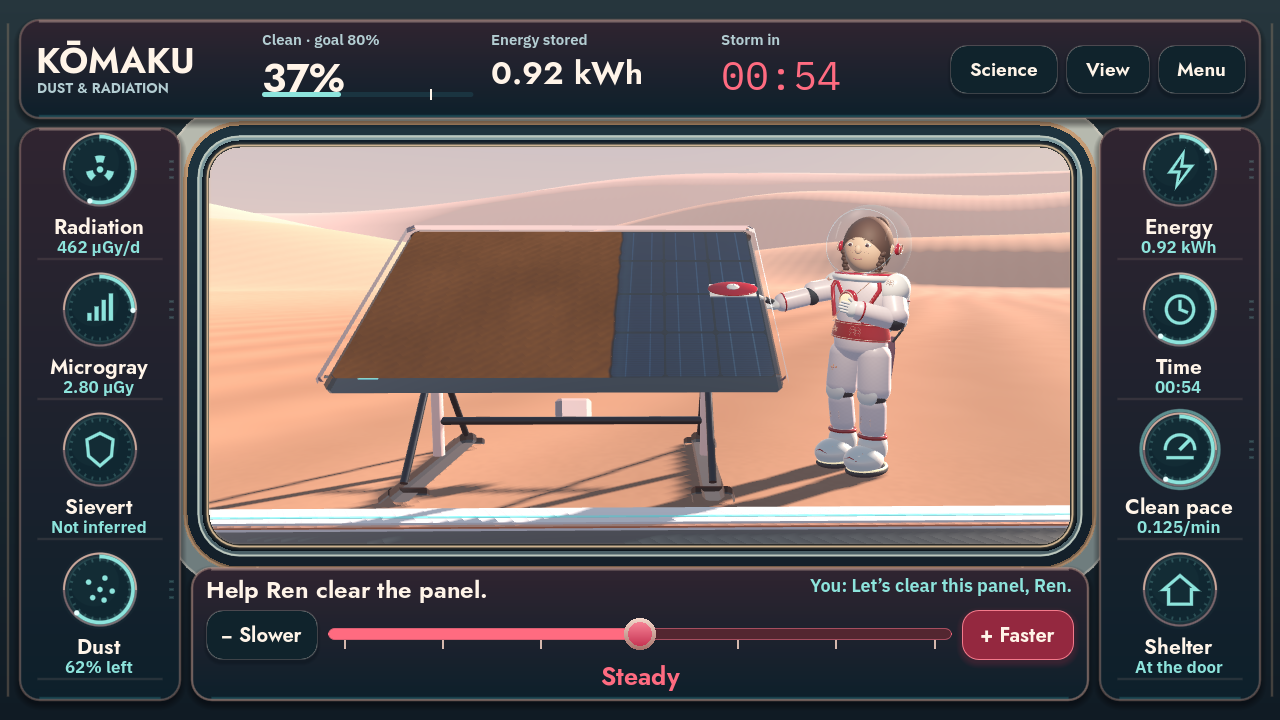 KŌMAKU
DUST & RADIATION
Clean · goal 80%
37%
Energy stored
0.92 kWh
Storm in
00:54
Science
View
Menu
Radiation
462 µGy/d
Microgray
2.80 µGy
Sievert
Not inferred
Dust
62% left
Energy
0.92 kWh
Time
00:54
Clean pace
0.125/min
Shelter
At the door
Help Ren clear the panel.
You: Let's clear this panel, Ren.
– Slower
+ Faster
Steady